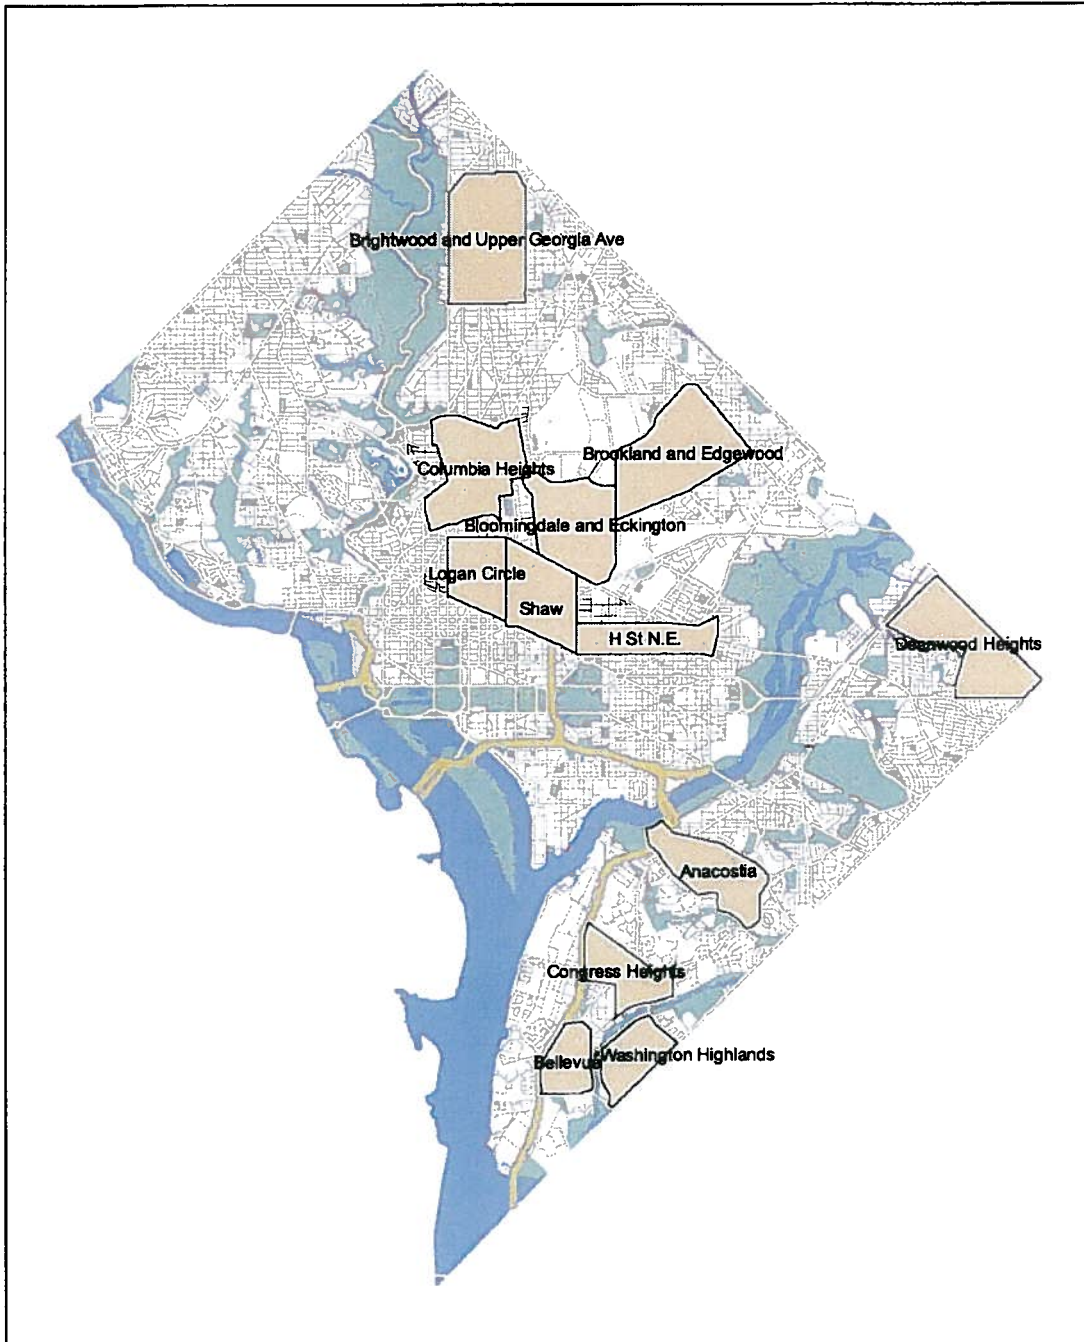 Brightwood and Upper Georgia Ave
Brookland and Edgewood
Columbia Heights
Bloomingdale and Eckington
Logan Circle
Shaw
H St N.E.
Deanwood Heights
Anacostia
Congress Heights
Bellevue
Washington Highlands